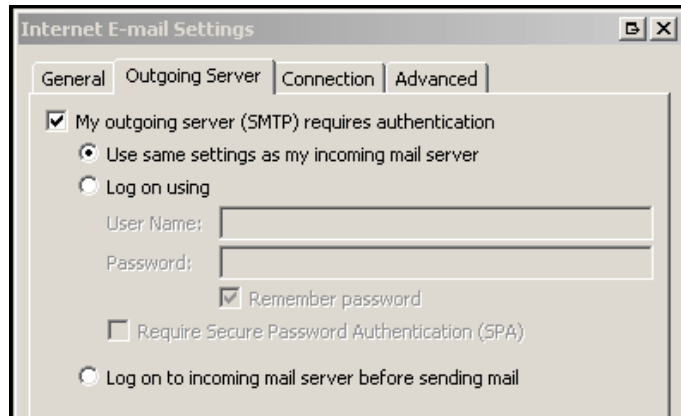 Internet E-mail Settings
General Outgoing Server Connection Advanced
My outgoing server (SMTP) requires authentication
Use same settings as my incoming mail server
Log on using
User Name:
Password:
Remember password
Require Secure Password Authentication (SPA)
Log on to incoming mail server before sending mail